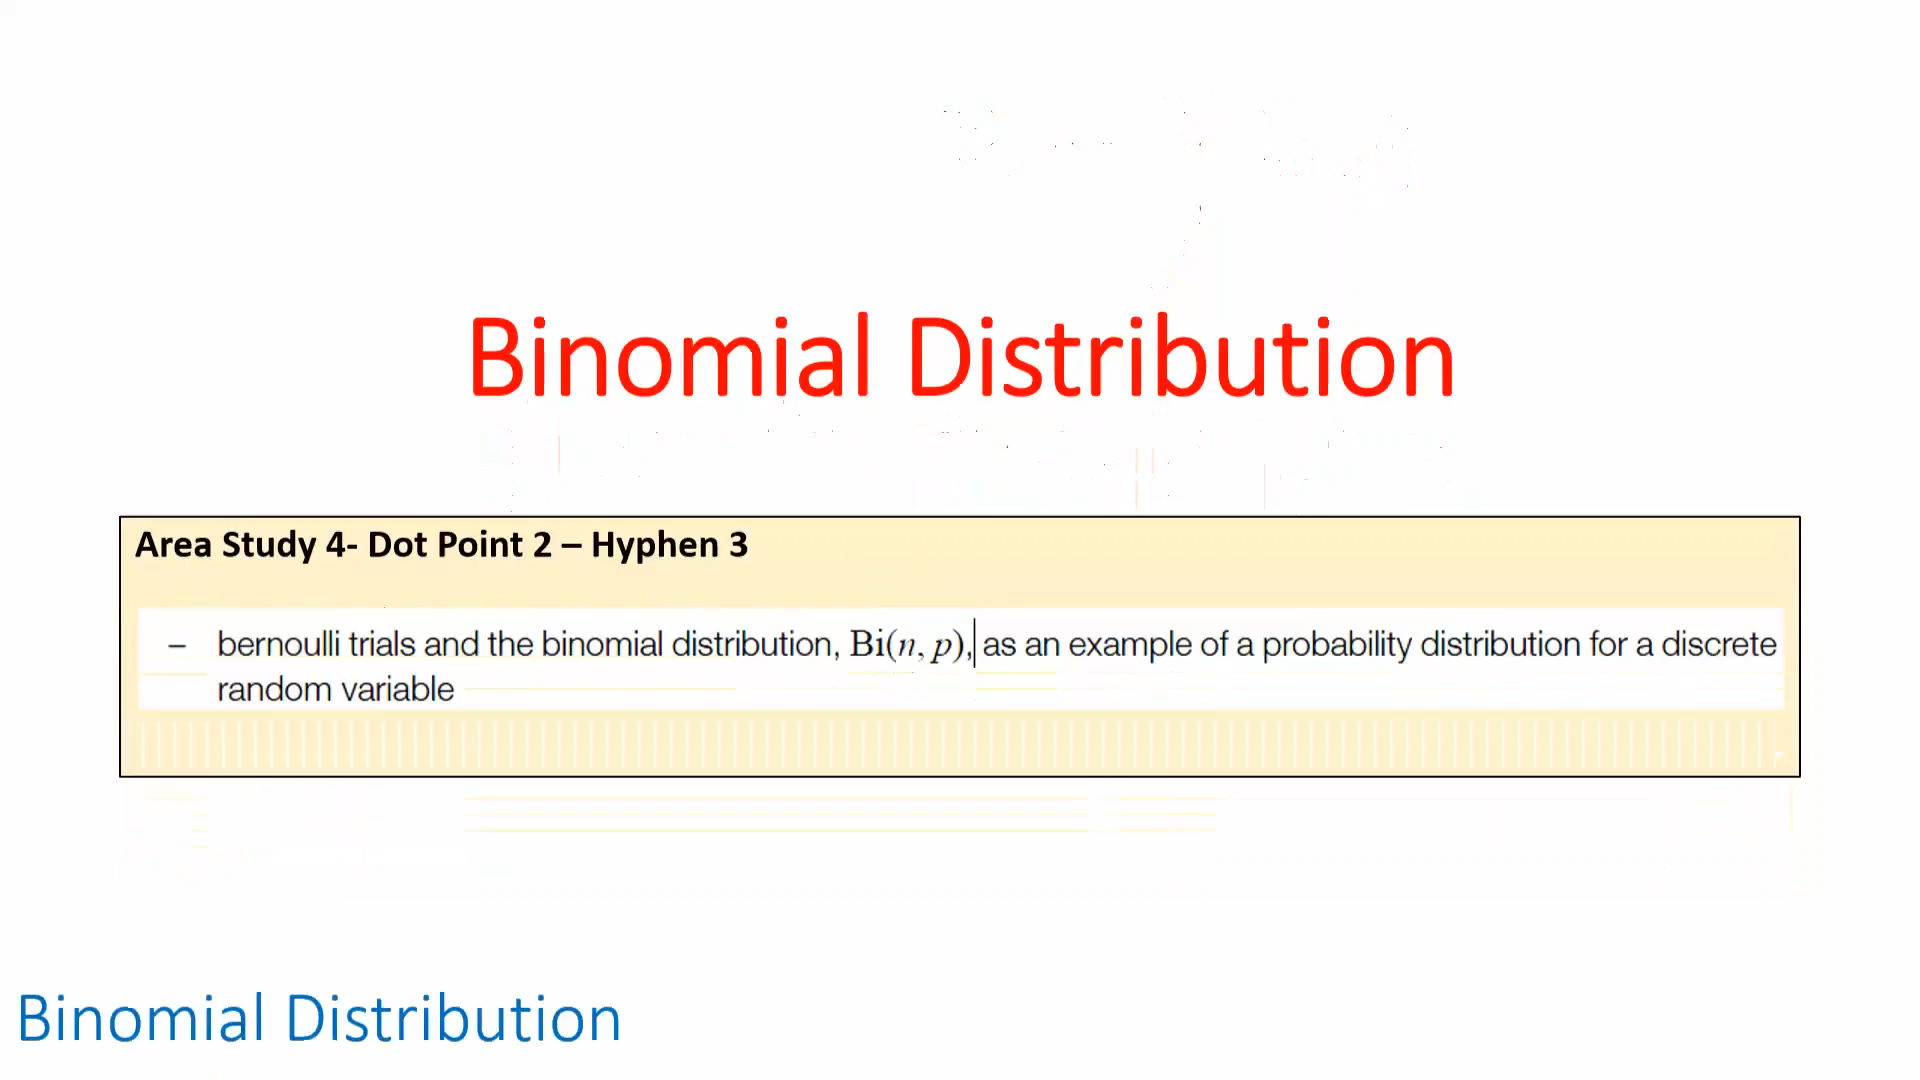 Binomial Distribution
Area Study 4- Dot Point 2 – Hyphen 3
– bernoulli trials and the binomial distribution, Bi(n, p), as an example of a probability distribution for a discrete
random variable
Binomial Distribution